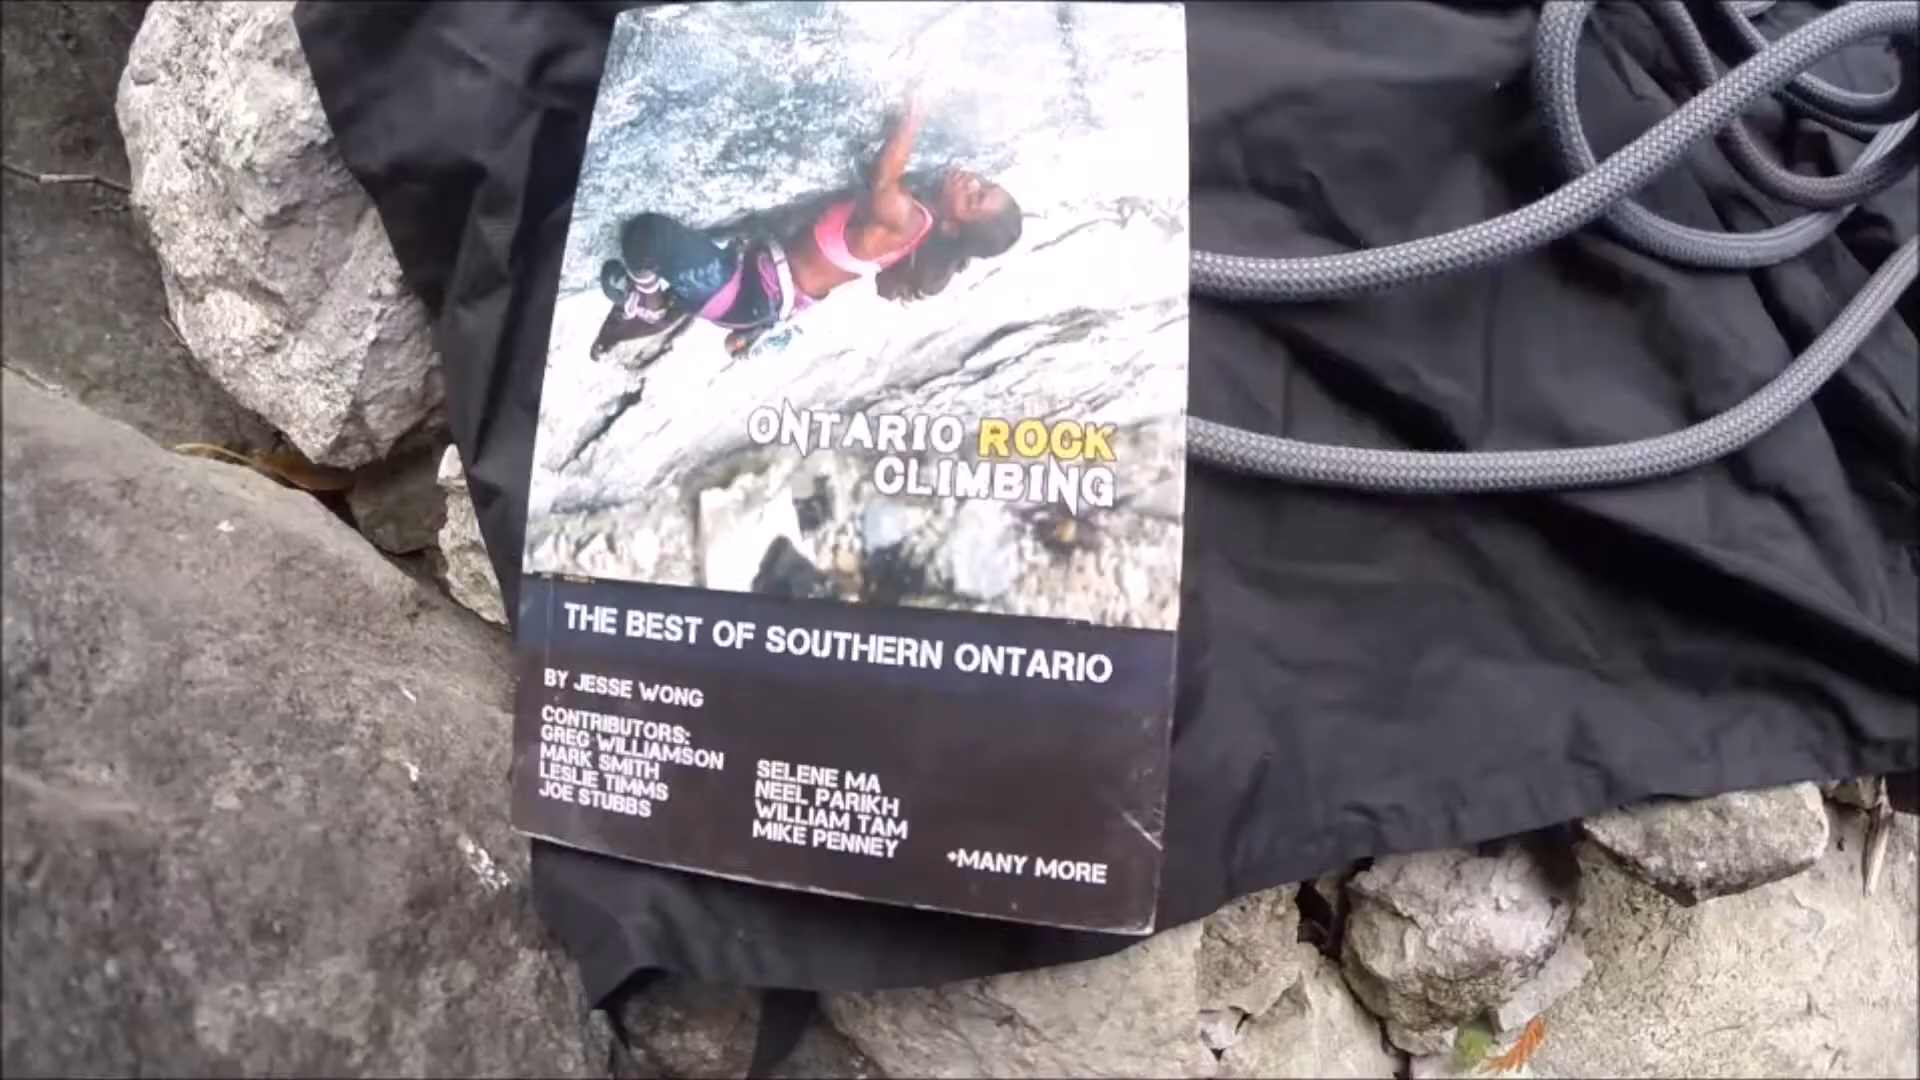 ONTARIO ROCK
CLIMBING
THE BEST OF SOUTHERN ONTARIO
BY JESSE WONG
CONTRIBUTORS:
GREG WILLIAMSON
MARK SMITH
LESLIE TIMMS
JOE STUBBS
SELENE MA
NEEL PARIKH
WILLIAM TAM
MIKE PENNEY
+MANY MORE